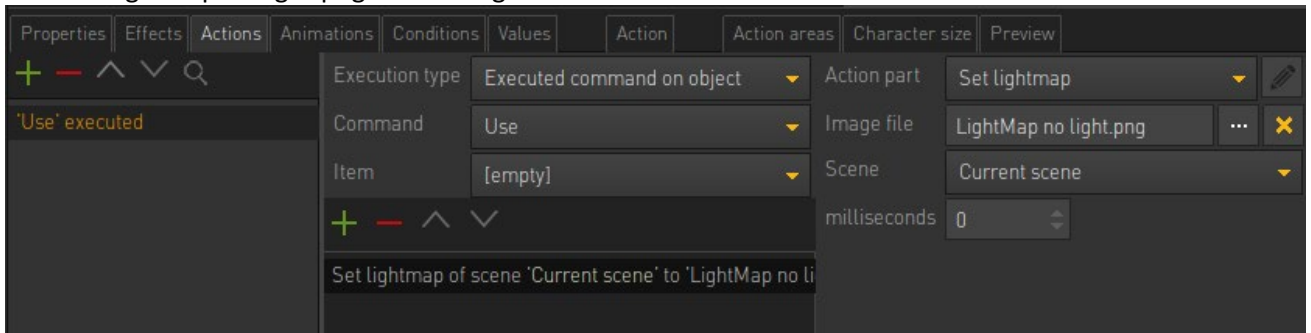 Properties Effects Actions Animations Conditions Values Action Action areas Character size Preview
Execution type Executed command on object Action part Set lightmap
'Use' executed Command Use Image file LightMap no light.png ...
Item [empty] Scene Current scene
milliseconds 0
Set lightmap of scene 'Current scene' to 'LightMap no li